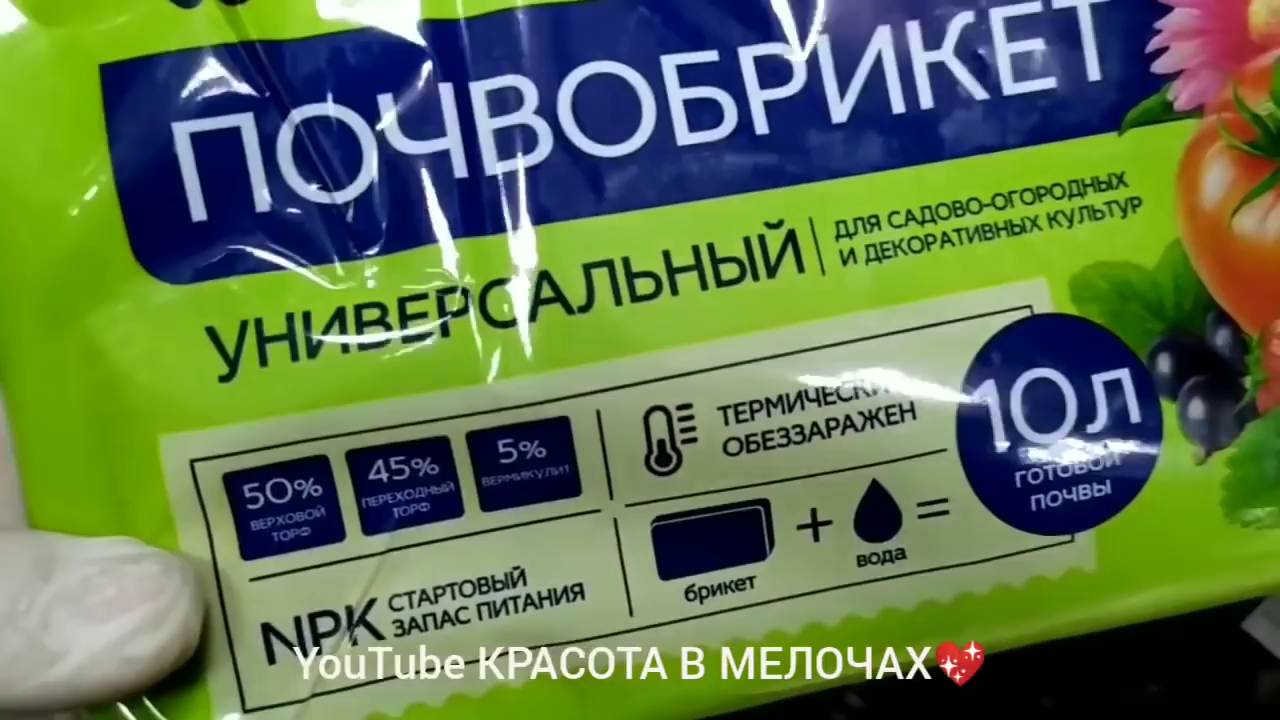 ПОЧВОБРИКЕТ
УНИВЕРСАЛЬНЫЙ
ДЛЯ САДОВО-ОГОРОДНЫХ
И ДЕКОРАТИВНЫХ КУЛЬТУР
50%
ВЕРХОВОЙ
ТОРФ
45%
ПЕРЕХОДНЫЙ
ТОРФ
5%
ВЕРМИКУЛИТ
ТЕРМИЧЕСКИ
ОБЕЗЗАРАЖЕН
NPK
СТАРТОВЫЙ
ЗАПАС ПИТАНИЯ
брикет
+
вода
=
10л
ГОТОВОЙ
ПОЧВЫ
YouTube КРАСОТА В МЕЛОЧАХ💖